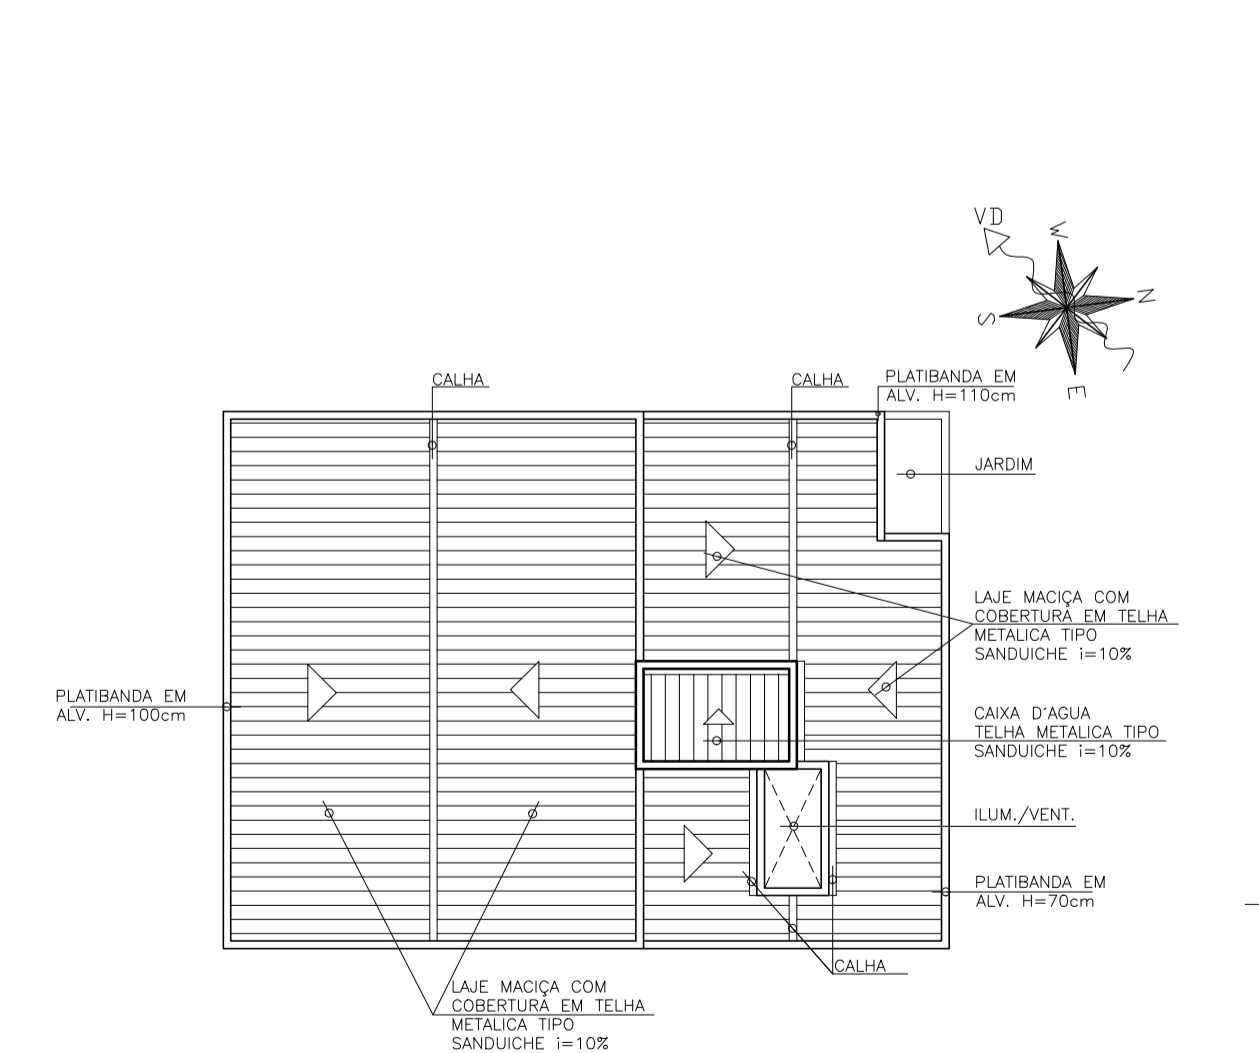 VD
W
N
S
E
CALHA
CALHA
PLATIBANDA EM
ALV. H=110cm
JARDIM
LAJE MACIÇA COM
COBERTURA EM TELHA
METALICA TIPO
SANDUICHE i=10%
PLATIBANDA EM
ALV. H=100cm
CAIXA D'AGUA
TELHA METALICA TIPO
SANDUICHE i=10%
ILUM./VENT.
PLATIBANDA EM
ALV. H=70cm
CALHA
LAJE MACIÇA COM
COBERTURA EM TELHA
METALICA TIPO
SANDUICHE i=10%